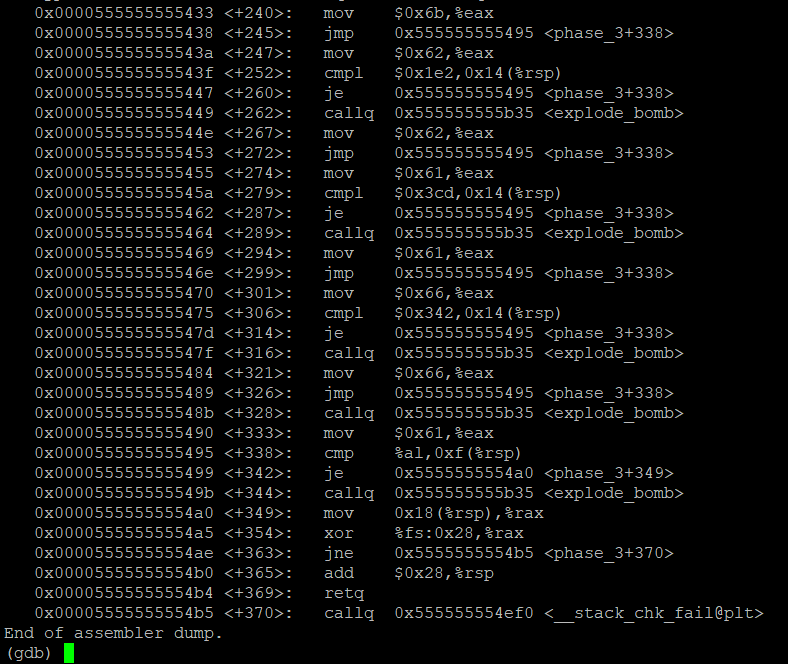 0x0000555555555433 <+240>: mov $0x6b,%eax
0x0000555555555438 <+245>: jmp 0x555555555495 <phase_3+338>
0x000055555555543a <+247>: mov $0x62,%eax
0x000055555555543f <+252>: cmpl $0x1e2,0x14(%rsp)
0x0000555555555447 <+260>: je 0x555555555495 <phase_3+338>
0x0000555555555449 <+262>: callq 0x555555555b35 <explode_bomb>
0x000055555555544e <+267>: mov $0x62,%eax
0x0000555555555453 <+272>: jmp 0x555555555495 <phase_3+338>
0x0000555555555455 <+274>: mov $0x61,%eax
0x000055555555545a <+279>: cmpl $0x3cd,0x14(%rsp)
0x0000555555555462 <+287>: je 0x555555555495 <phase_3+338>
0x0000555555555464 <+289>: callq 0x555555555b35 <explode_bomb>
0x0000555555555469 <+294>: mov $0x61,%eax
0x000055555555546e <+299>: jmp 0x555555555495 <phase_3+338>
0x0000555555555470 <+301>: mov $0x66,%eax
0x0000555555555475 <+306>: cmpl $0x342,0x14(%rsp)
0x000055555555547d <+314>: je 0x555555555495 <phase_3+338>
0x000055555555547f <+316>: callq 0x555555555b35 <explode_bomb>
0x0000555555555484 <+321>: mov $0x66,%eax
0x0000555555555489 <+326>: jmp 0x555555555495 <phase_3+338>
0x000055555555548b <+328>: callq 0x555555555b35 <explode_bomb>
0x0000555555555490 <+333>: mov $0x61,%eax
0x0000555555555495 <+338>: cmp %al,0xf(%rsp)
0x0000555555555499 <+342>: je 0x5555555554a0 <phase_3+349>
0x000055555555549b <+344>: callq 0x555555555b35 <explode_bomb>
0x00005555555554a0 <+349>: mov 0x18(%rsp),%rax
0x00005555555554a5 <+354>: xor %fs:0x28,%rax
0x00005555555554ae <+363>: jne 0x5555555554b5 <phase_3+370>
0x00005555555554b0 <+365>: add $0x28,%rsp
0x00005555555554b4 <+369>: retq
0x00005555555554b5 <+370>: callq 0x555555554ef0 <__stack_chk_fail@plt>
End of assembler dump.
(gdb)